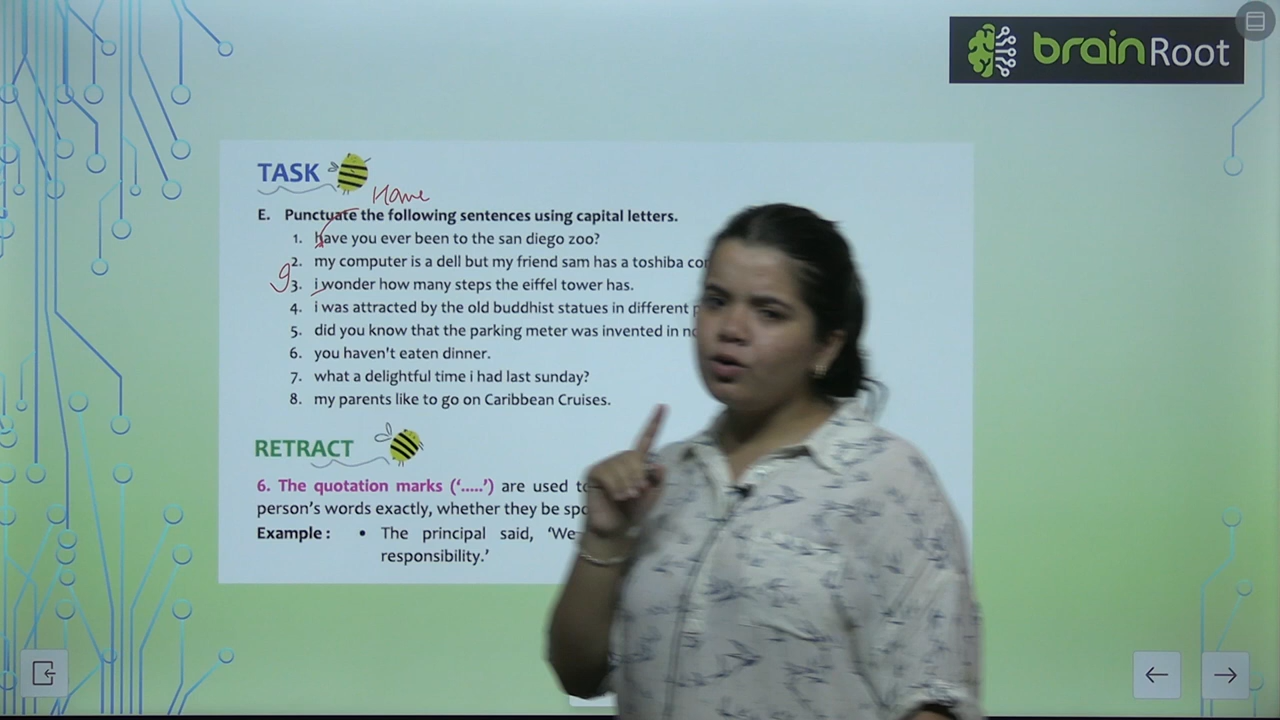 brainRoot
TASK
Have
E. Punctuate the following sentences using capital letters.
1. have you ever been to the san diego zoo?
2. my computer is a dell but my friend sam has a toshiba
3. i wonder how many steps the eiffel tower has.
4. i was attracted by the old buddhist statues in different
5. did you know that the parking meter was invented in
6. you haven't eaten dinner.
7. what a delightful time i had last sunday?
8. my parents like to go on Caribbean Cruises.
RETRACT
6. The quotation marks ('.....') are used
person's words exactly, whether they be
Example : • The principal said, 'We
responsibility.'